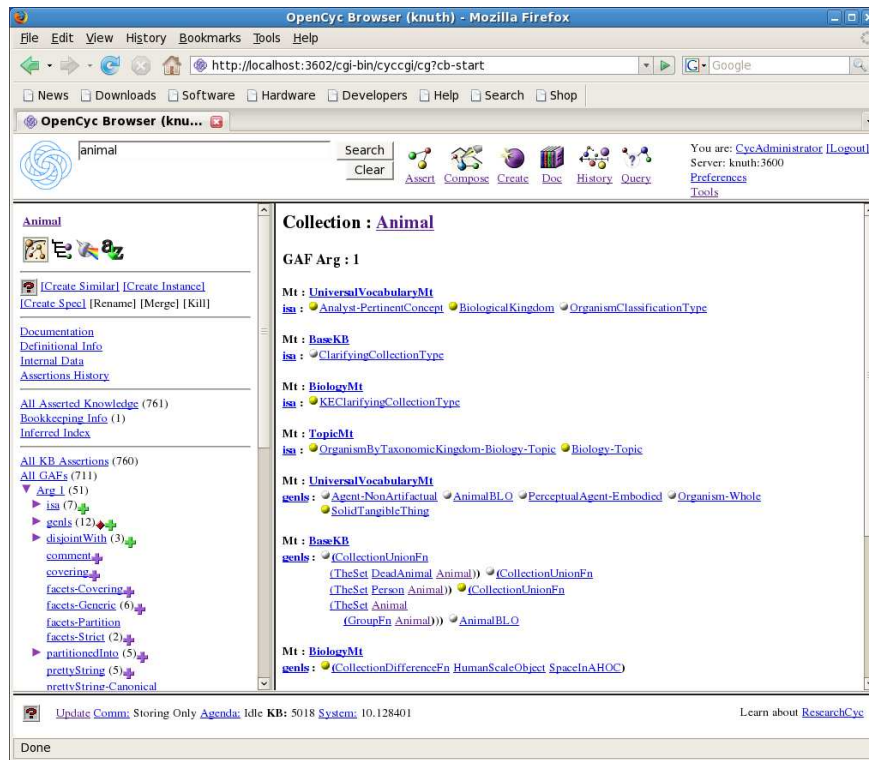 OpenCyc Browser (knuth) - Mozilla Firefox
File Edit View History Bookmarks Tools Help
http://localhost:3602/cgi-bin/cyccgi/cg?cb-start
G Google
News Downloads Software Hardware Developers Help Search Shop
OpenCyc Browser (knu...
animal
Search
Clear
Assert Compose Create Doc History Query
You are: CycAdministrator [Logout]
Server: knuth:3600
Preferences
Tools
Animal
az
[Create Similar] [Create Instance]
[Create Spec] [Rename] [Merge] [Kill]
Documentation
Definitional Info
Internal Data
Assertions History
All Asserted Knowledge (761)
Bookkeeping Info (1)
Inferred Index
All KB Assertions (760)
All GAFs (711)
Arg 1 (51)
isa (7)
genls (12)
disjointWith (3)
comment
covering
facets-Covering
facets-Generic (6)
facets-Partition
facets-Strict (2)
partitionedInto (5)
prettyString (5)
prettyString-Canonical
Collection : Animal
GAF Arg : 1
Mt : UniversalVocabularyMt
isa : Analyst-PertinentConcept BiologicalKingdom OrganismClassificationType
Mt : BaseKB
isa : ClarifyingCollectionType
Mt : BiologyMt
isa : KEClarifyingCollectionType
Mt : TopicMt
isa : OrganismByTaxonomicKingdom-Biology-Topic Biology-Topic
Mt : UniversalVocabularyMt
genls : Agent-NonArtifactual AnimalBLO PerceptualAgent-Embodied Organism-Whole
SolidTangibleThing
Mt : BaseKB
genls : (CollectionUnionFn
(TheSet DeadAnimal Animal)) (CollectionUnionFn
(TheSet Person Animal)) (CollectionUnionFn
(TheSet Animal
(GroupFn Animal))) AnimalBLO
Mt : BiologyMt
genls : (CollectionDifferenceFn HumanScaleObject SpaceInAHOC)
Update Comm: Storing Only Agenda: Idle KB: 5018 System: 10.128401
Learn about ResearchCyc
Done